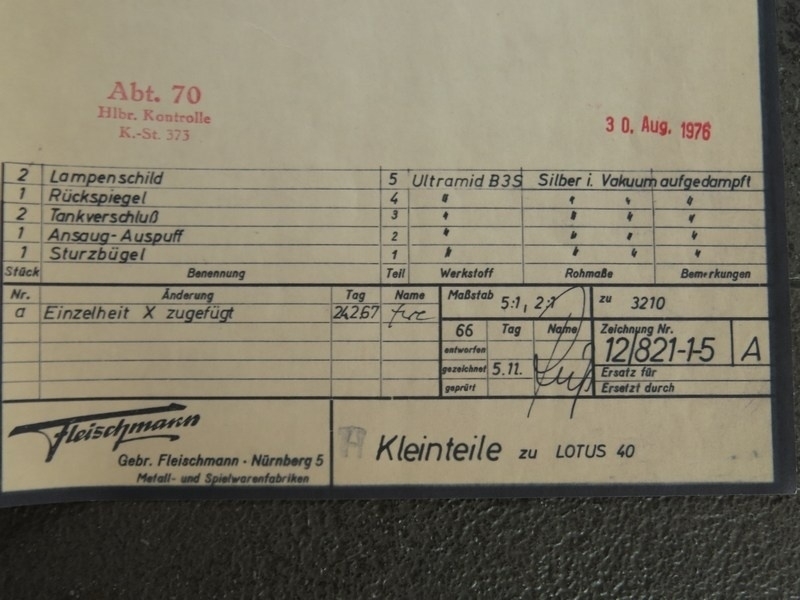 Abt. 70
Hlbr. Kontrolle
K.-St. 373
30. Aug. 1976
2 Lampenschild 5 Ultramid B3S Silber i. Vakuum aufgedampft
1 Rückspiegel 4 " " " "
2 Tankverschluß 3 " " " "
1 Ansaug-Auspuff 2 " " " "
1 Sturzbügel 1 " " " "
Stück Benennung Teil Werkstoff Rohmaße Bemerkungen
Nr. Änderung Tag Name
a Einzelheit X zugefügt 24.2.67
Maßstab 5:1, 2:1 zu 3210
66 Tag Name
entworfen
gezeichnet 5.11.
geprüft
Zeichnung Nr.
12/821-1-5 A
Ersatz für
Ersetzt durch
Fleischmann
Gebr. Fleischmann · Nürnberg 5
Metall- und Spielwarenfabriken
Kleinteile zu LOTUS 40